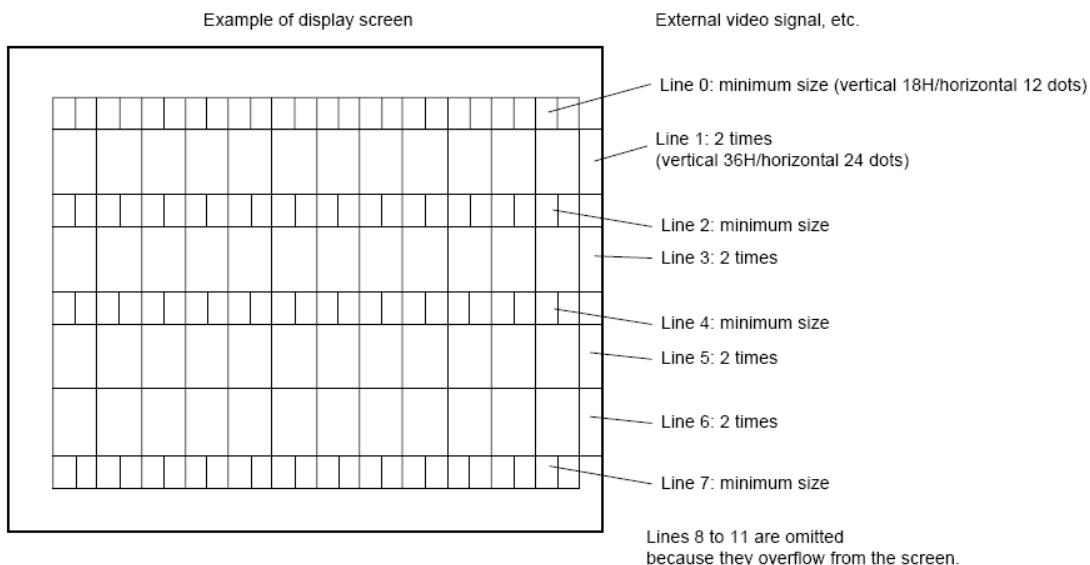 Example of display screen
External video signal, etc.
Line 0: minimum size (vertical 18H/horizontal 12 dots)
Line 1: 2 times
(vertical 36H/horizontal 24 dots)
Line 2: minimum size
Line 3: 2 times
Line 4: minimum size
Line 5: 2 times
Line 6: 2 times
Line 7: minimum size
Lines 8 to 11 are omitted
because they overflow from the screen.